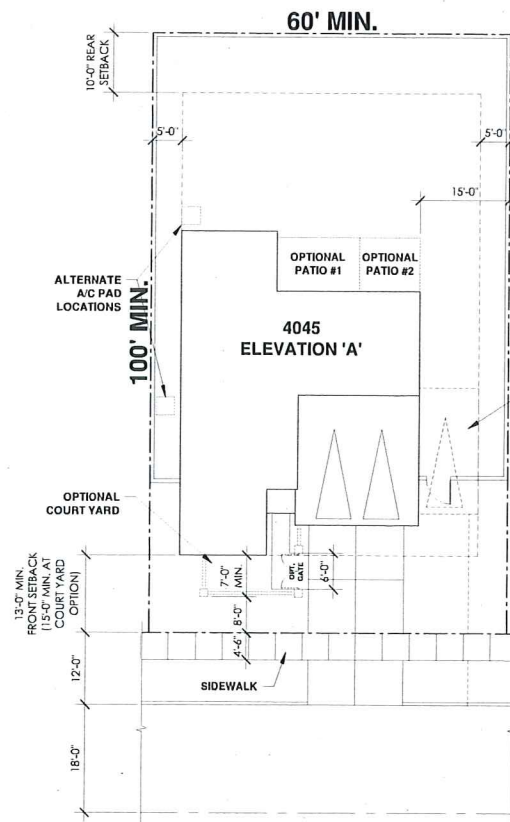 60' MIN.
10'-0" REAR
SETBACK
5'-0"
5'-0"
15'-0"
OPTIONAL
PATIO #1
OPTIONAL
PATIO #2
ALTERNATE
A/C PAD
LOCATIONS
100' MIN.
4045
ELEVATION 'A'
OPTIONAL
COURT YARD
13'-0" MIN.
FRONT SETBACK
(15'-0" MIN. AT
COURT YARD
OPTION)
7'-0"
MIN.
OPT.
GATE
6'-0"
8'-0"
4'-6"
12'-0"
SIDEWALK
18'-0"